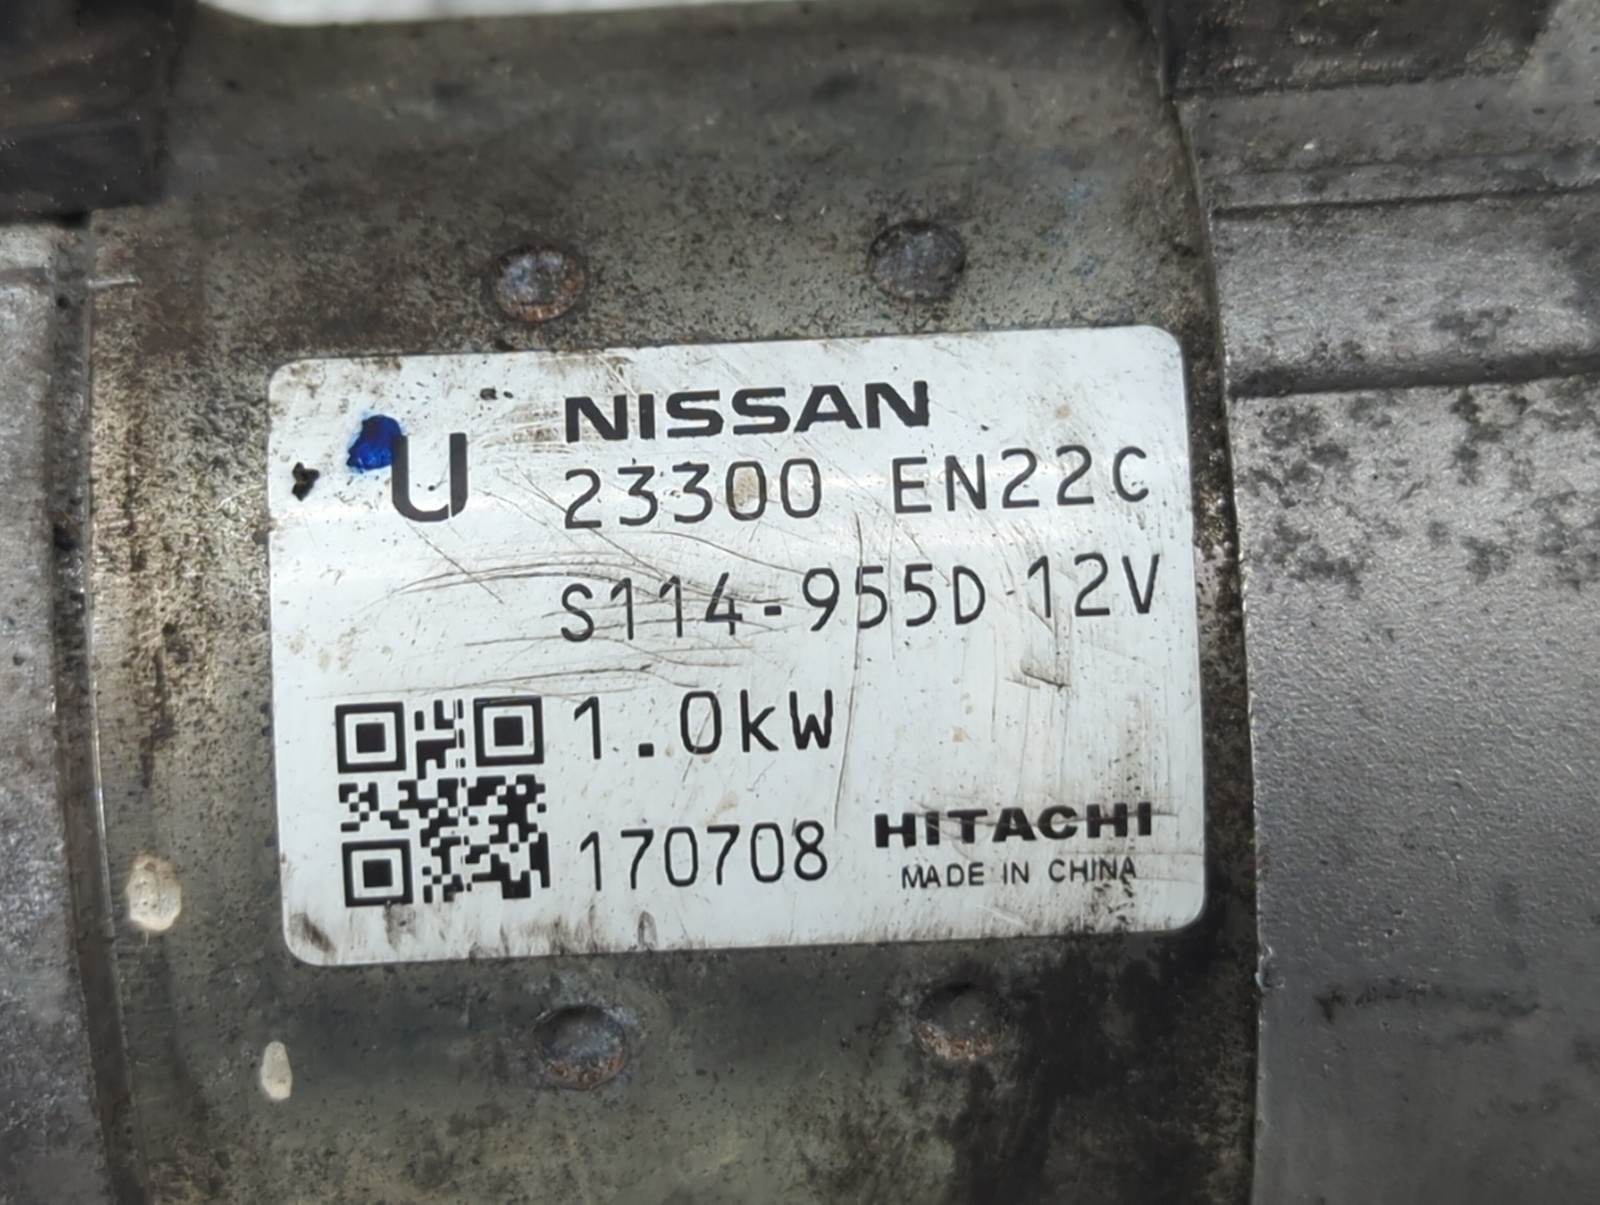 NISSAN
U 23300 EN22C
S114-955D 12V
1.0kW
170708 HITACHI
MADE IN CHINA